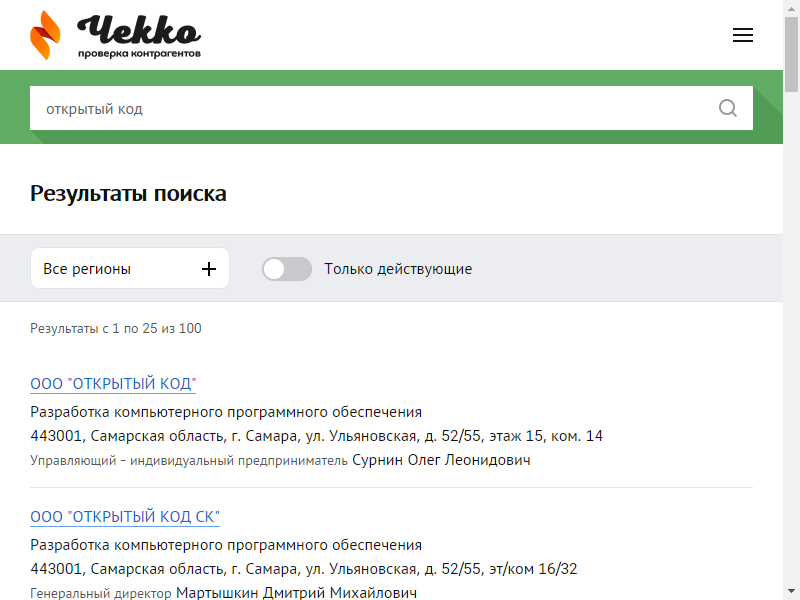 Чекко
проверка контрагентов
открытый код
Результаты поиска
Все регионы
Только действующие
Результаты с 1 по 25 из 100
ООО "ОТКРЫТЫЙ КОД"
Разработка компьютерного программного обеспечения
443001, Самарская область, г. Самара, ул. Ульяновская, д. 52/55, этаж 15, ком. 14
Управляющий - индивидуальный предприниматель Сурнин Олег Леонидович
ООО "ОТКРЫТЫЙ КОД СК"
Разработка компьютерного программного обеспечения
443001, Самарская область, г. Самара, ул. Ульяновская, д. 52/55, эт/ком 16/32
Генеральный директор Мартышкин Дмитрий Михайлович